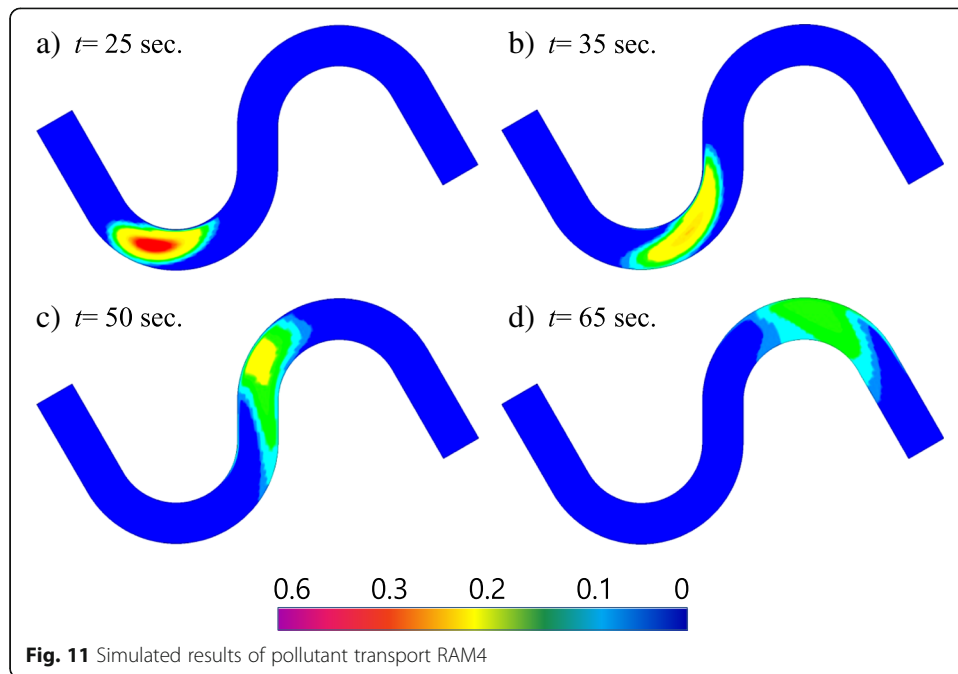 a) t= 25 sec.
b) t= 35 sec.
c) t= 50 sec.
d) t= 65 sec.
0.6 0.3 0.2 0.1 0
Fig. 11 Simulated results of pollutant transport RAM4